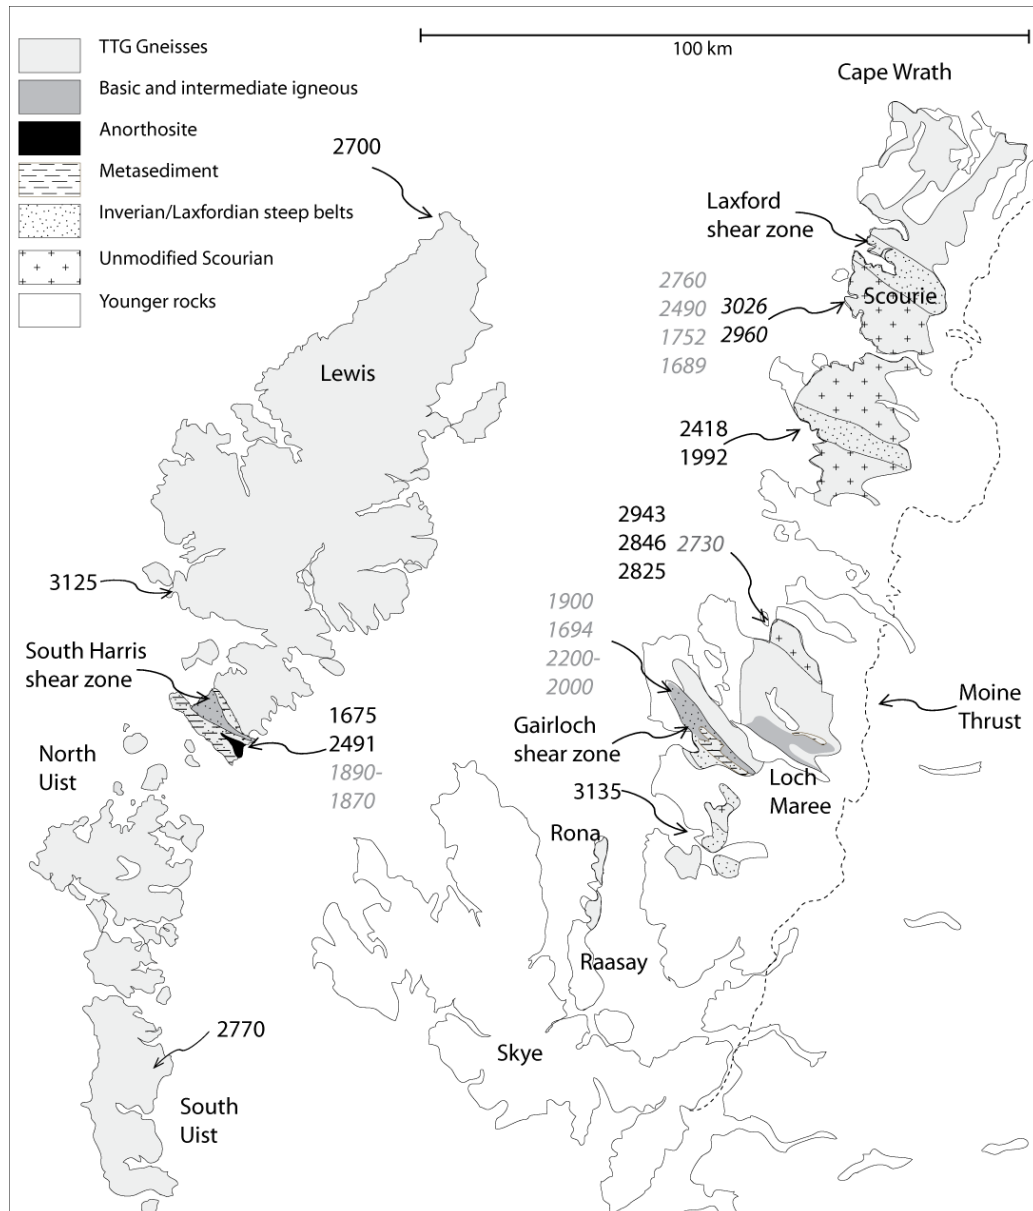 TTG Gneisses
Basic and intermediate igneous
Anorthosite
Metasediment
Inverian/Laxfordian steep belts
Unmodified Scourian
Younger rocks
100 km
Cape Wrath
2700
Laxford
shear zone
Scourie
2760
2490
1752
1689
3026
2960
Lewis
2418
1992
2943
2846
2825
2730
3125
1900
1694
2200-
2000
South Harris
shear zone
1675
2491
1890-
1870
Gairloch
shear zone
Moine
Thrust
North
Uist
Loch
Maree
3135
Rona
Raasay
2770
Skye
South
Uist